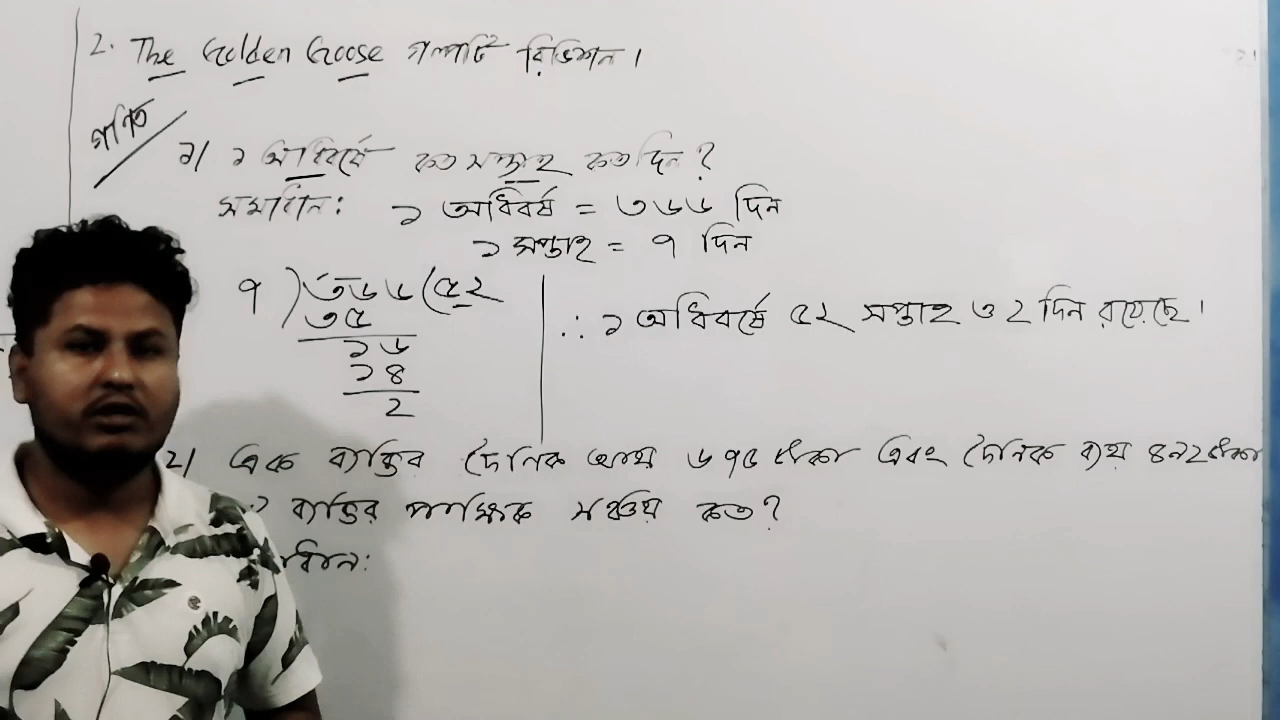 2. The Golden Goose গল্পটি রিভিশন।
গণিত
১) ১ অধিবর্ষে কত সপ্তাহ কত দিন?
সমাধান: ১ অধিবর্ষ = ৩৬৬ দিন
১ সপ্তাহ = ৭ দিন
৭ ) ৩৬৬ ( ৫২
৩৫
১৬
১৪
২
∴ ১ অধিবর্ষে ৫২ সপ্তাহ ও ২ দিন রয়েছে।
২) এক ব্যক্তির দৈনিক আয় ৬৭৫ টাকা এবং দৈনিক ব্যয় ৪৭২ টাকা
ব্যক্তির পাক্ষিক সঞ্চয় কত?
ধান: